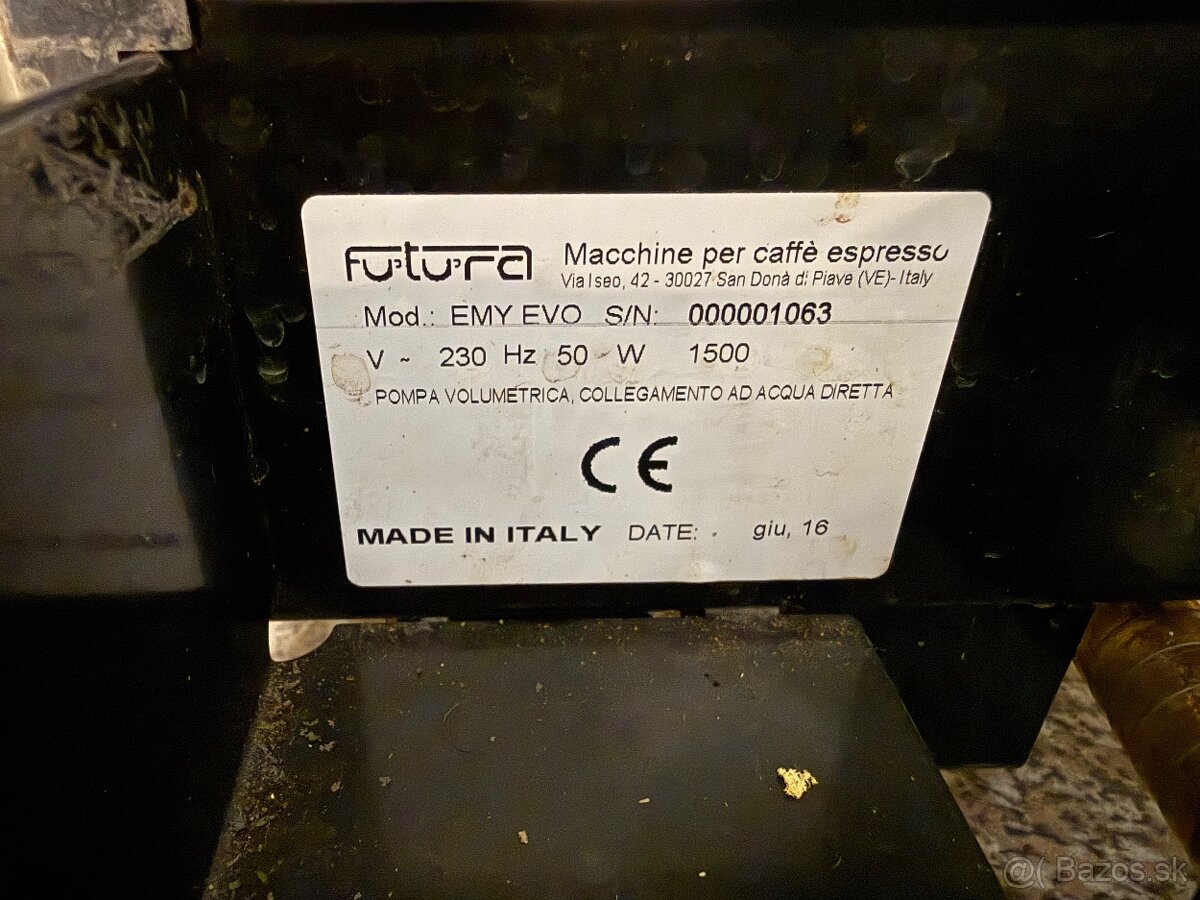 futura Macchine per caffè espresso
Via Iseo, 42 - 30027 San Donà di Piave (VE)- Italy
Mod.: EMY EVO S/N: 000001063
V ~ 230 Hz 50 W 1500
POMPA VOLUMETRICA, COLLEGAMENTO AD ACQUA DIRETTA
CE
MADE IN ITALY DATE: . giu, 16
@( Bazos.sk